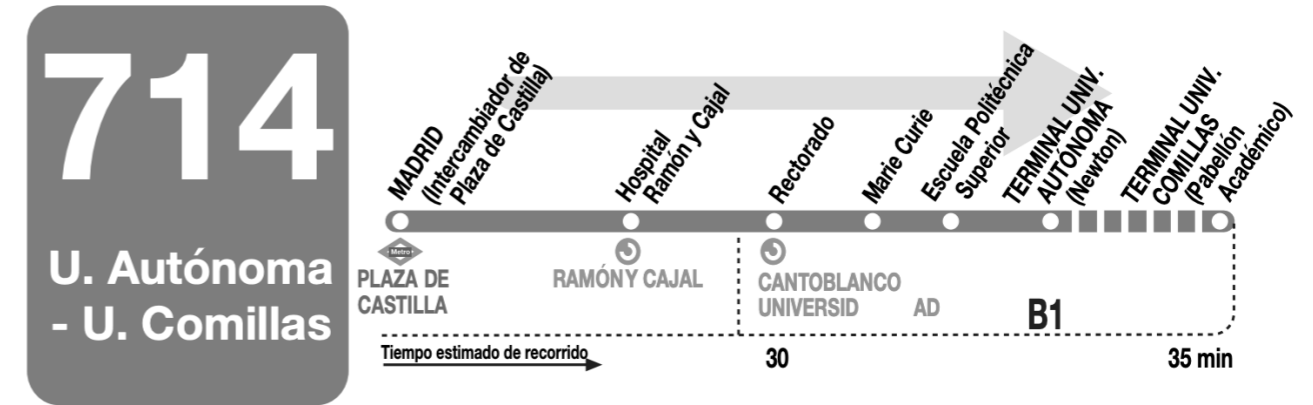 714
U. Autónoma
- U. Comillas
MADRID
(Intercambiador de
Plaza de Castilla)
Hospital
Ramón y Cajal
Rectorado
Marie Curie
Escuela Politécnica
Superior
TERMINAL UNIV.
AUTÓNOMA
(Newton)
TERMINAL UNIV.
COMILLAS
(Pabellón
Académico)
Metro
PLAZA DE
CASTILLA
RAMÓN Y CAJAL
CANTOBLANCO
UNIVERSID AD
B1
Tiempo estimado de recorrido
30
35 min